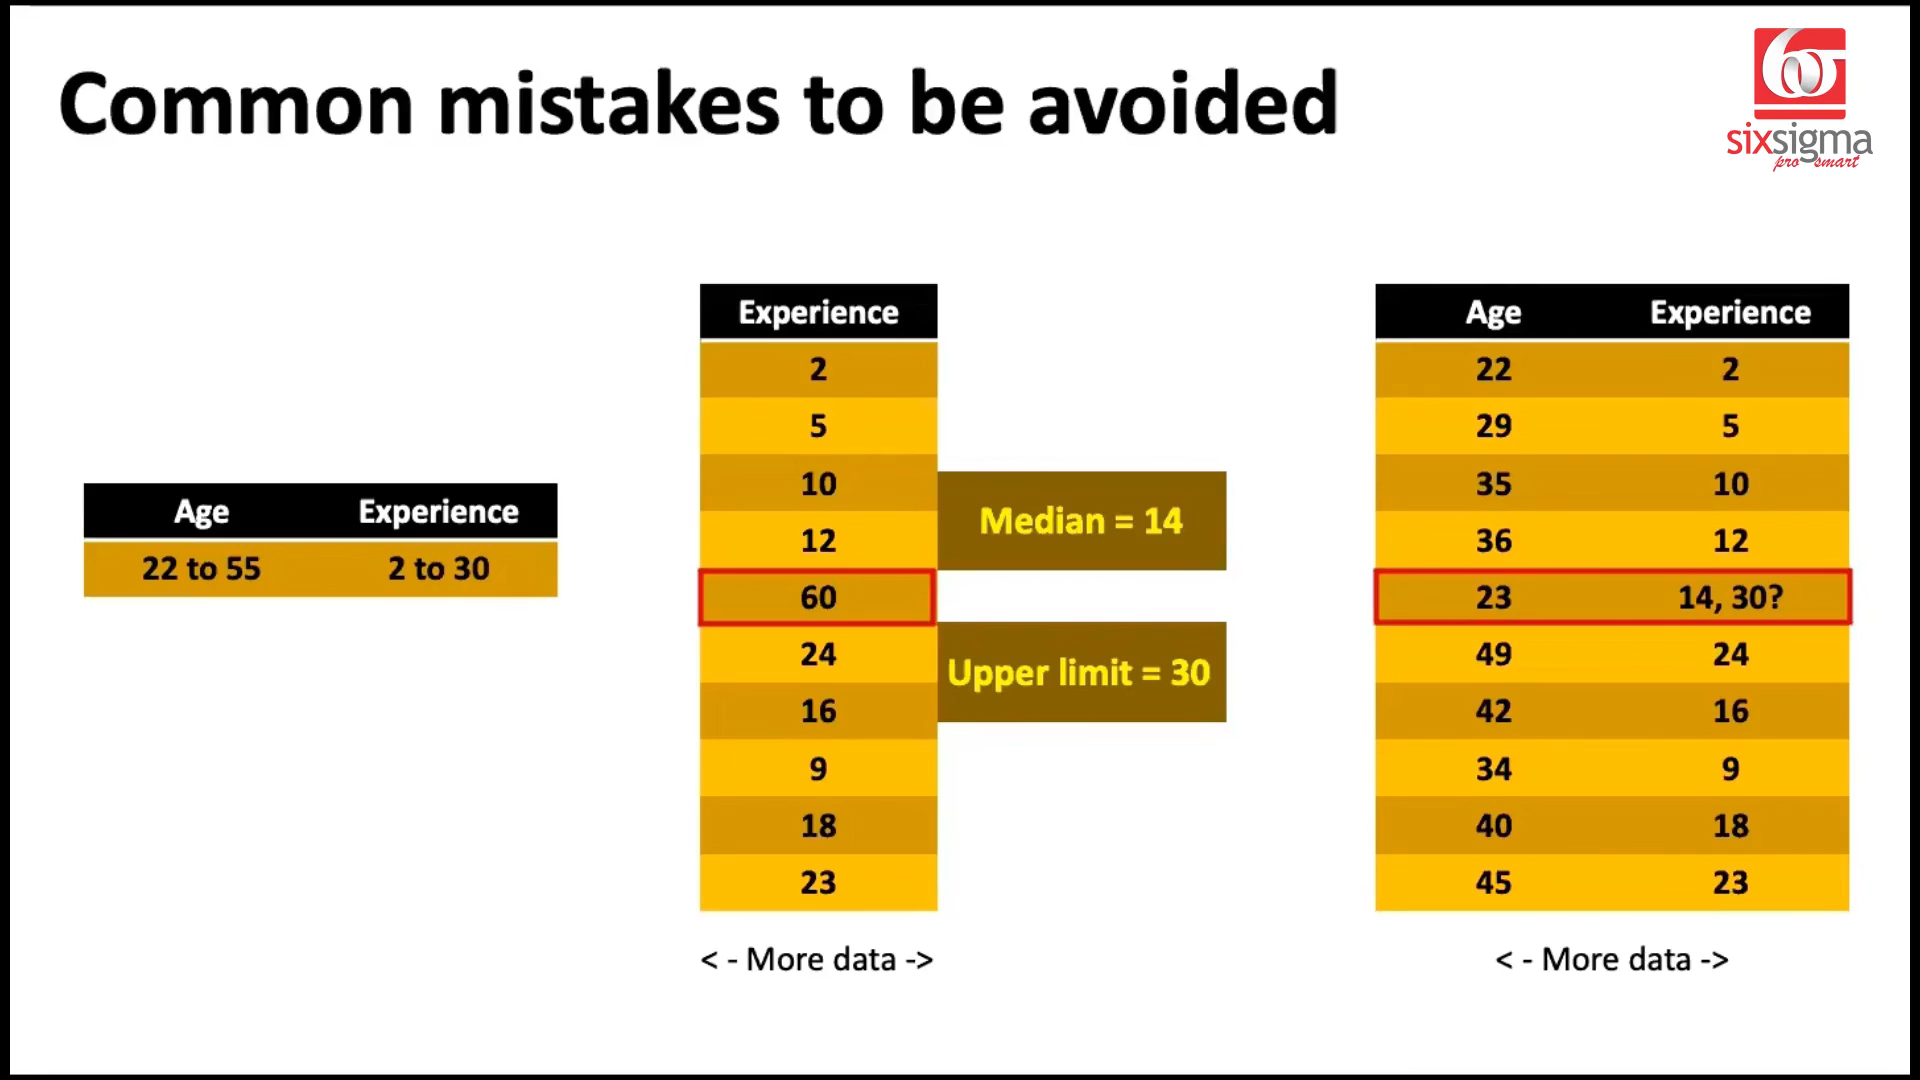 Common mistakes to be avoided
sixsigma
pro smart
Age Experience
22 to 55 2 to 30
Experience
2
5
10
12
60
24
16
9
18
23
< - More data ->
Median = 14
Upper limit = 30
Age Experience
22 2
29 5
35 10
36 12
23 14, 30?
49 24
42 16
34 9
40 18
45 23
< - More data ->